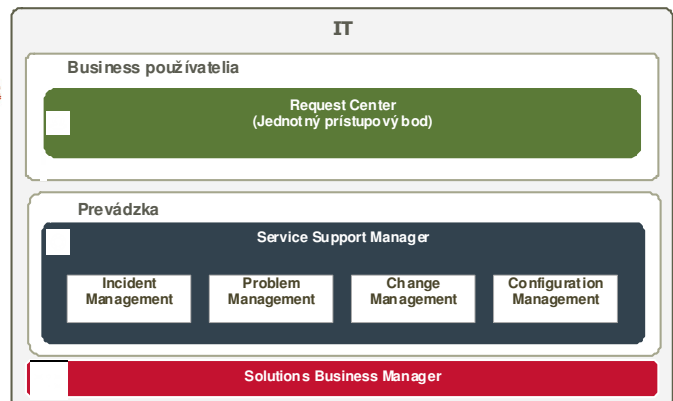 IT
Business používatelia
Request Center
(Jednotný prístupový bod)
Prevádzka
Service Support Manager
Incident
Management
Problem
Management
Change
Management
Configuration
Management
Solutions Business Manager